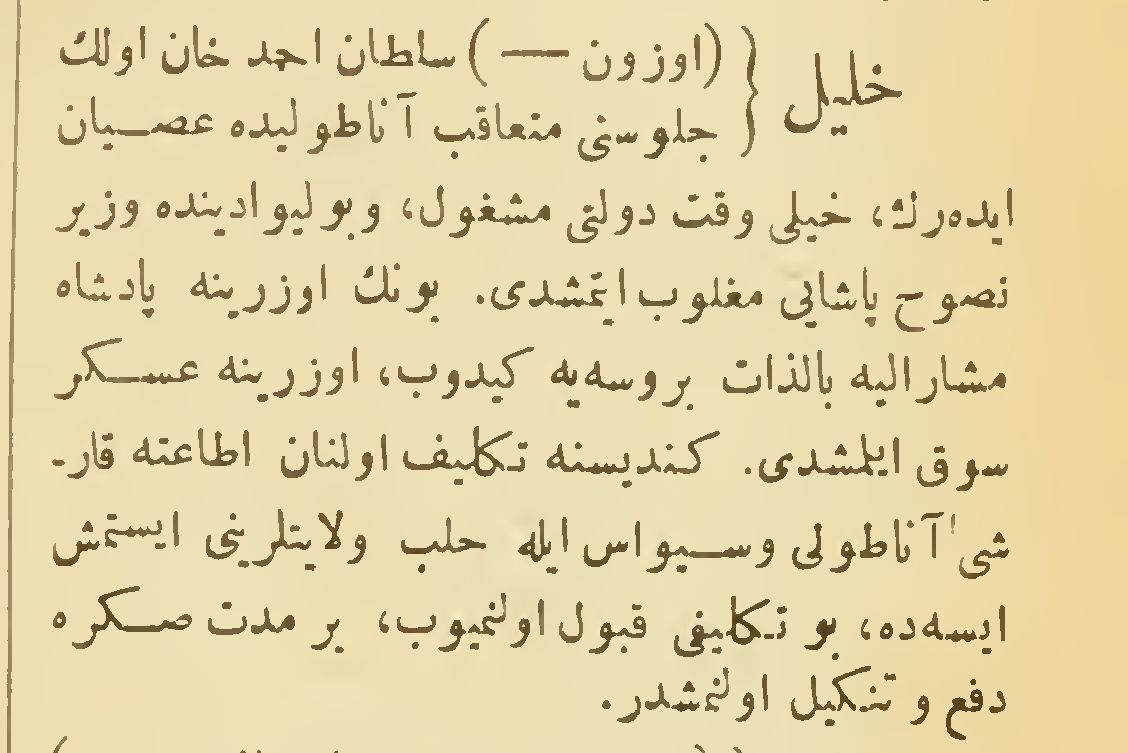 خلیل { (اوزون —) سلطان احمد خان اولك
جلوسنی متعاقب آناطولیده عصیان
ایده‌رك، خیلی وقت دولتی مشغول، وبولیوادینده وزیر
نصوح پاشایی مغلوب ایتمشدی. بونك اوزرینه پادشاه
مشارالیه بالذات بروسه‌یه کیدوب، اوزرینه عسکر
سوق ایلمشدی. کندیسنه تکلیف اولنان اطاعته قار-
شی آناطولی وسیواس ایله حلب ولایتلرینی ایستمش
ایسه‌ده، بو تکلیفی قبول اولنمیوب، بر مدت صکره
دفع و تنکیل اولنمشدر.